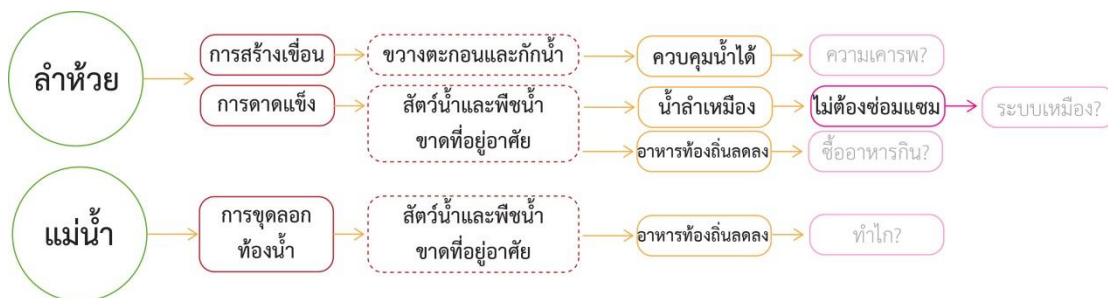 ลำห้วย
การสร้างเขื่อน
ขวางตะกอนและกักน้ำ
ควบคุมน้ำได้
ความเคารพ?
การดาดแข็ง
สัตว์น้ำและพืชน้ำ
ขาดที่อยู่อาศัย
น้ำลำเหมือง
ไม่ต้องซ่อมแซม
ระบบเหมือง?
อาหารท้องถิ่นลดลง
ซื้ออาหารกิน?
แม่น้ำ
การขุดลอก
ท้องน้ำ
สัตว์น้ำและพืชน้ำ
ขาดที่อยู่อาศัย
อาหารท้องถิ่นลดลง
ทำไก?